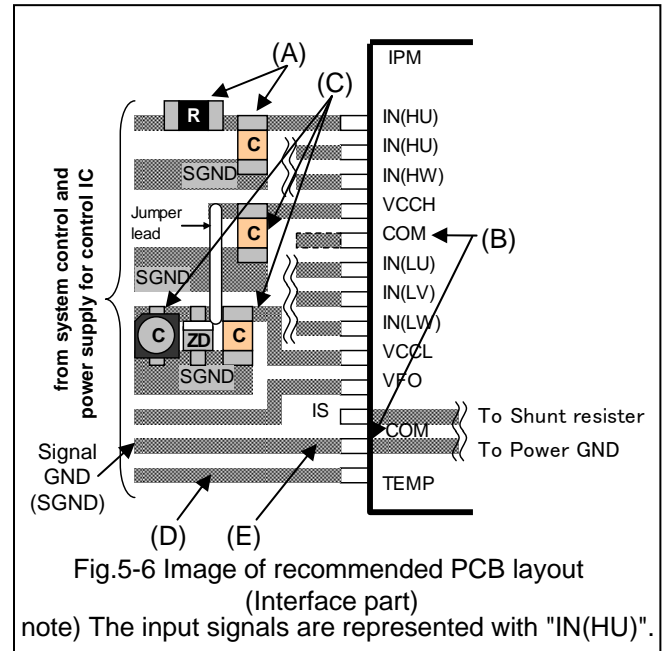 (A)
IPM
(C)
R
IN(HU)
C
IN(HU)
SGND
IN(HW)
VCCH
Jumper
lead
C
COM
(B)
IN(LU)
SGND
IN(LV)
IN(LW)
C
ZD
C
VCCL
SGND
VFO
from system control and
power supply for control IC
IS
To Shunt resister
COM
Signal
GND
(SGND)
To Power GND
TEMP
(D)
(E)
Fig.5-6 Image of recommended PCB layout
(Interface part)
note) The input signals are represented with "IN(HU)".